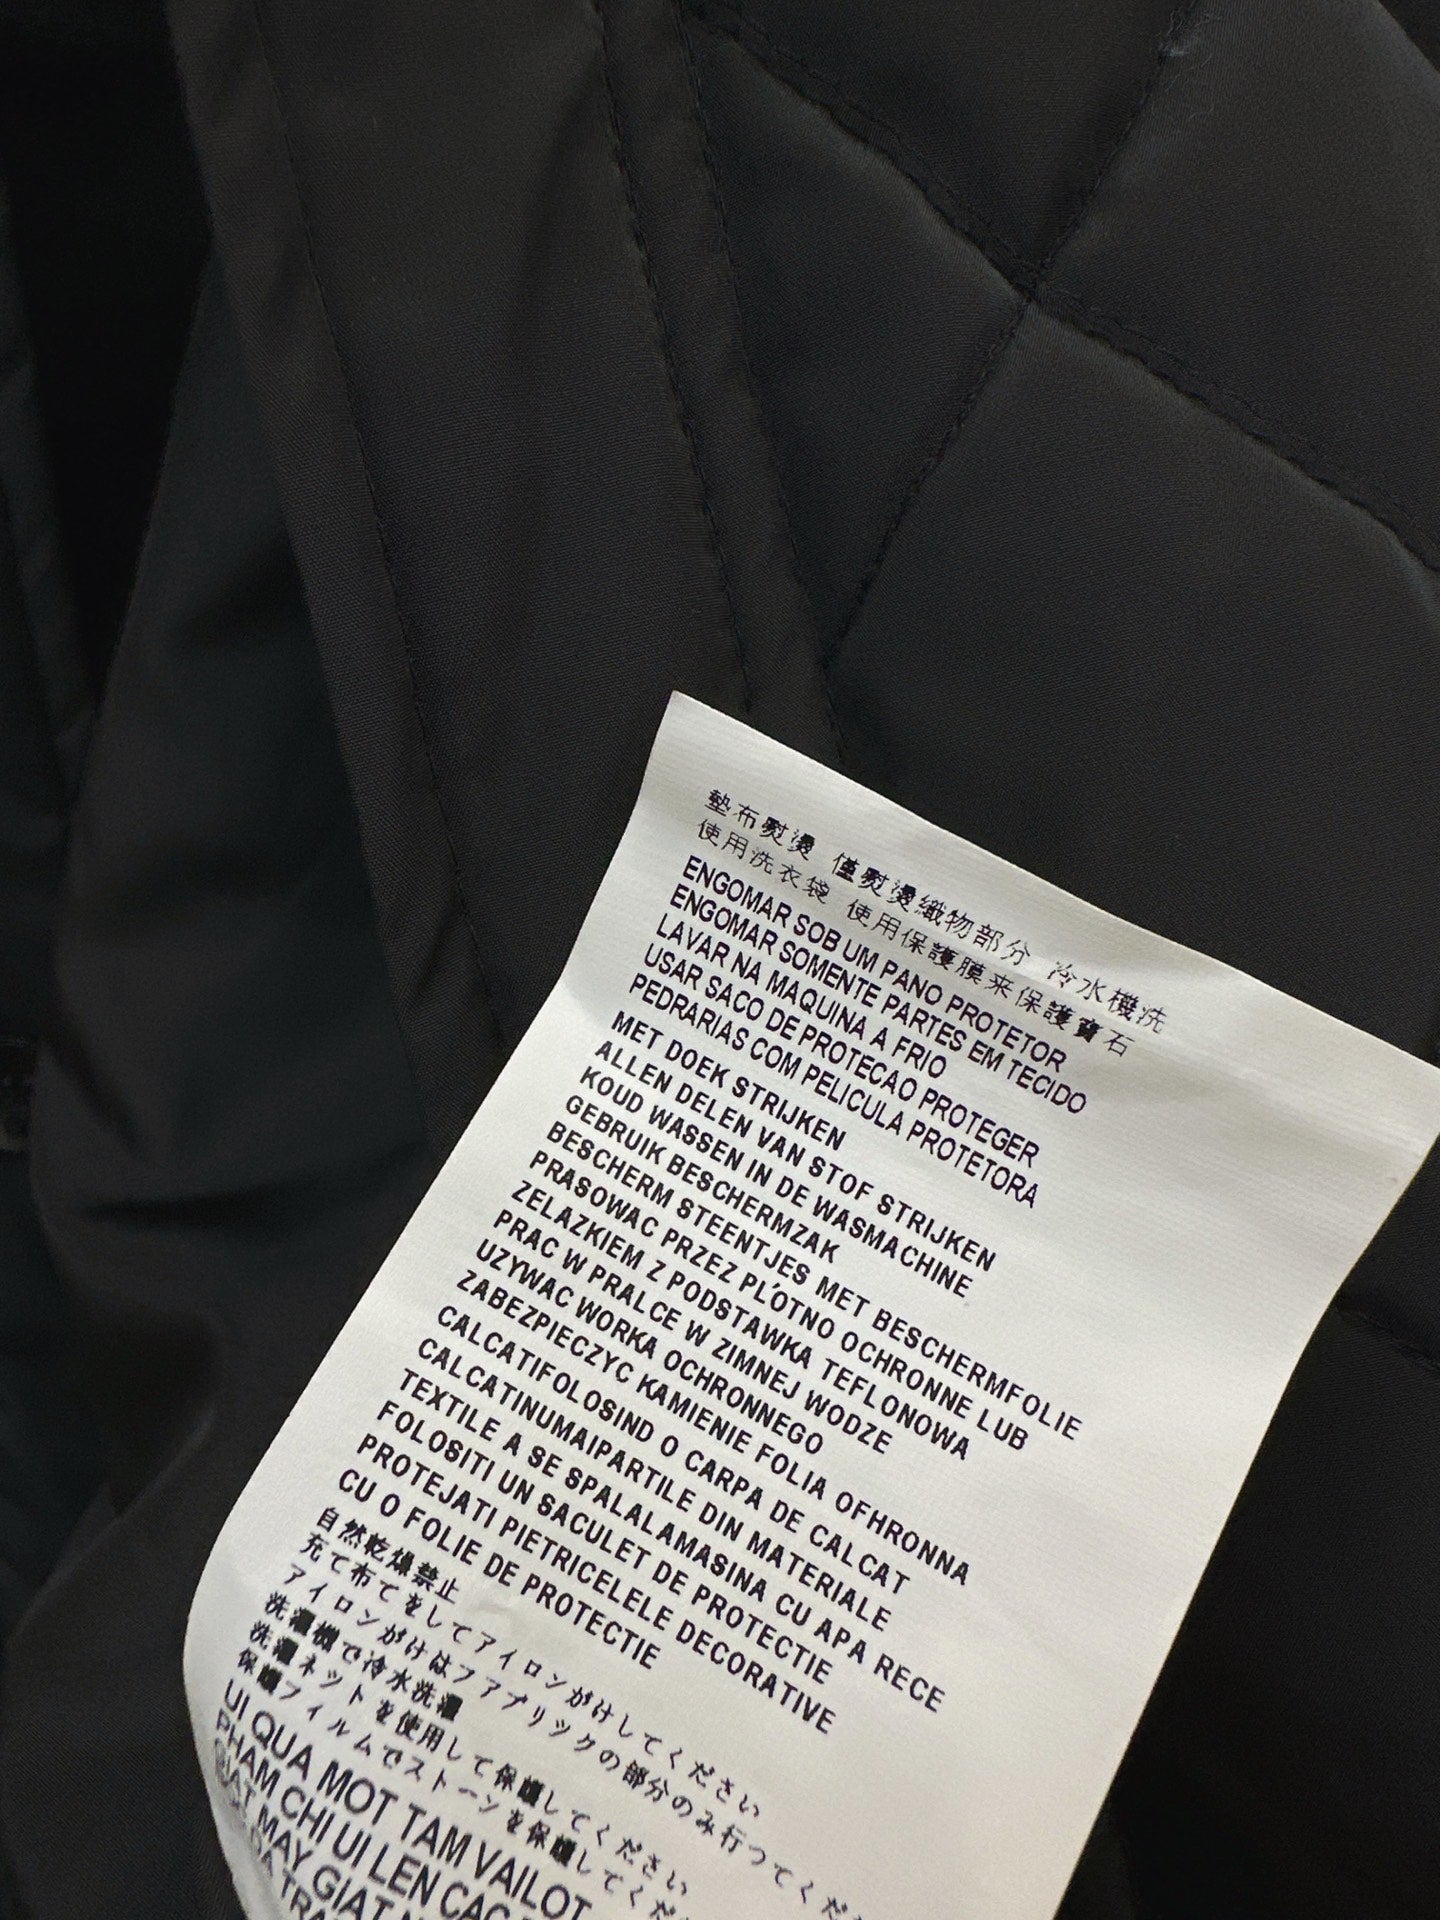 墊布熨燙 僅熨燙織物部分 冷水機洗
使用洗衣袋 使用保護膜来保護寶石
ENGOMAR SOB UM PANO PROTETOR
ENGOMAR SOMENTE PARTES EM TECIDO
LAVAR NA MAQUINA A FRIO
USAR SACO DE PROTECAO PROTEGER
PEDRARIAS COM PELICULA PROTETORA
MET DOEK STRIJKEN
ALLEN DELEN VAN STOF STRIJKEN
KOUD WASSEN IN DE WASMACHINE
GEBRUIK BESCHERMZAK
BESCHERM STEENTJES MET BESCHERMFOLIE
PRASOWAC PRZEZ PLÓTNO OCHRONNE LUB
ZELAZKIEM Z PODSTAWKA TEFLONOWA
PRAC W PRALCE W ZIMNEJ WODZE
UZYWAC WORKA OCHRONNEGO
ZABEZPIECZYC KAMIENIE FOLIA OFHRONNA
CALCATIFOLOSIND O CARPA DE CALCAT
CALCATINUMAIPARTILE DIN MATERIALE
TEXTILE A SE SPALALAMASINA CU APA RECE
FOLOSITI UN SACULET DE PROTECTIE
PROTEJATI PIETRICELELE DECORATIVE
CU O FOLIE DE PROTECTIE
自然乾燥禁止
充て布てをしてアイロンがけしてください
アイロンがけはファブリックの部分のみ行ってくだ
洗濯機で冷水洗濯
洗濯ネットを使用して保護してください
保護フィルムでストーンを保護してくだ
UI QUA MOT TAM VAILOT
PHAM CHI UI LEN CAC
GIAT MAY GIAT